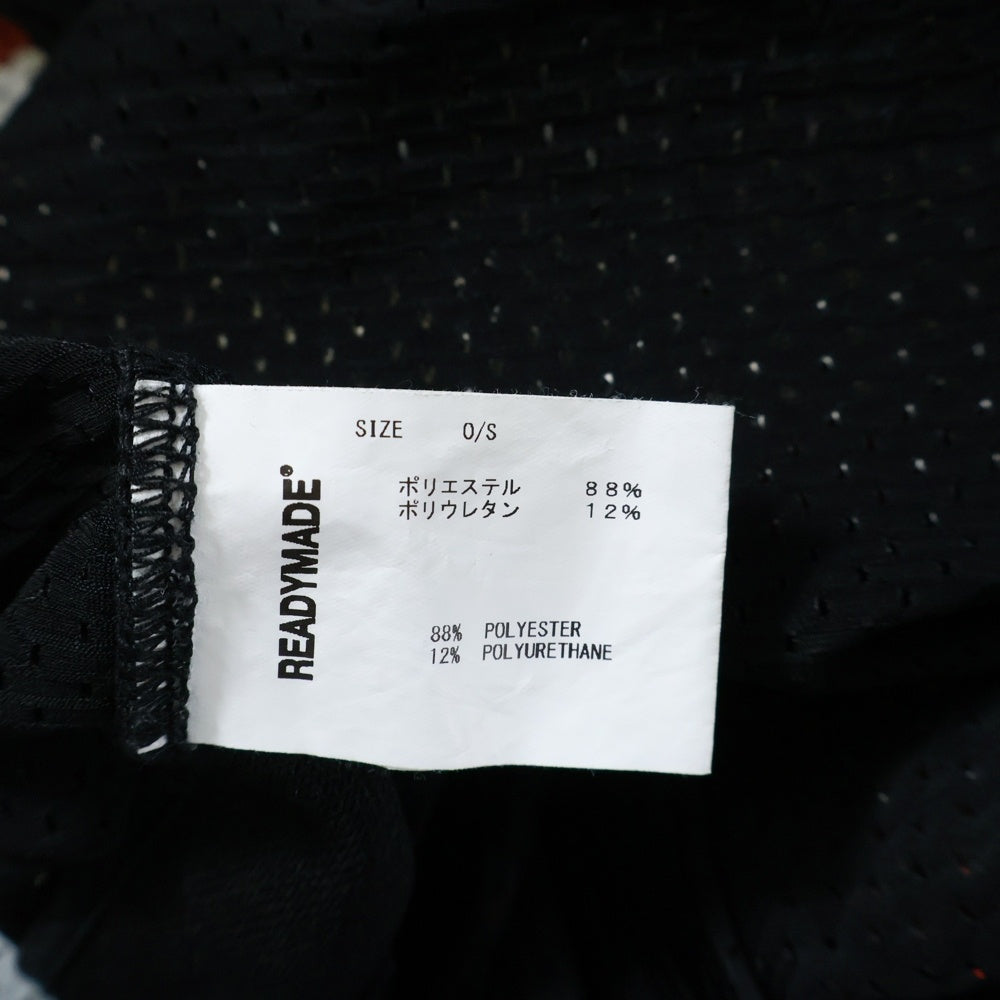 SIZE O/S
READYMADE®
ポリエステル 88%
ポリウレタン 12%
88% POLYESTER
12% POLYURETHANE